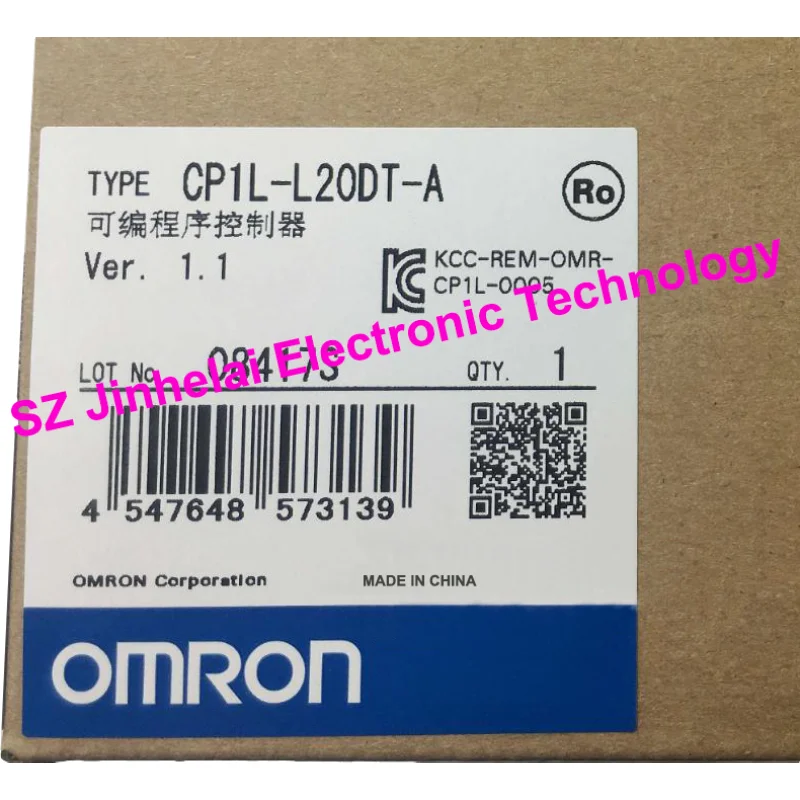 TYPE CP1L-L20DT-A
Ro
可编程序控制器
Ver. 1.1
KCC-REM-OMR-
CP1L-0005
SZ Jinhelai Electronic Technology
LOT No. 08417S
QTY. 1
4 547648 573139
OMRON Corporation
MADE IN CHINA
OMRON